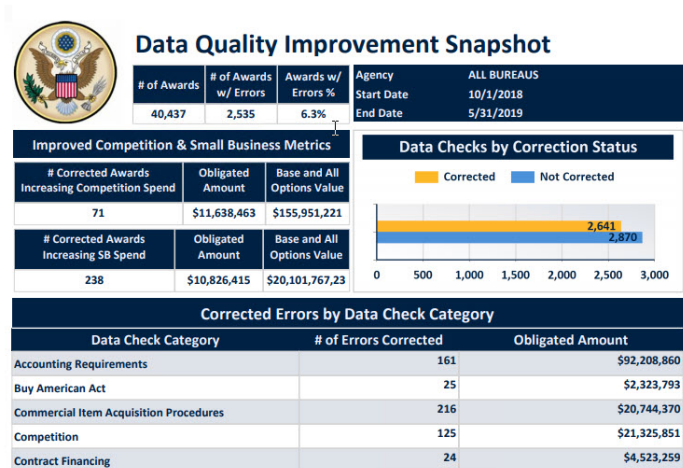 Data Quality Improvement Snapshot
# of Awards # of Awards w/ Errors Awards w/ Errors %
40,437 2,535 6.3%
Agency ALL BUREAUS
Start Date 10/1/2018
End Date 5/31/2019
Improved Competition & Small Business Metrics
# Corrected Awards Increasing Competition Spend Obligated Amount Base and All Options Value
71 $11,638,463 $155,951,221
# Corrected Awards Increasing SB Spend Obligated Amount Base and All Options Value
238 $10,826,415 $20,101,767,23
Data Checks by Correction Status
Corrected Not Corrected
2,641
2,870
0 500 1,000 1,500 2,000 2,500 3,000
Corrected Errors by Data Check Category
Data Check Category # of Errors Corrected Obligated Amount
Accounting Requirements 161 $92,208,860
Buy American Act 25 $2,323,793
Commercial Item Acquisition Procedures 216 $20,744,370
Competition 125 $21,325,851
Contract Financing 24 $4,523,259